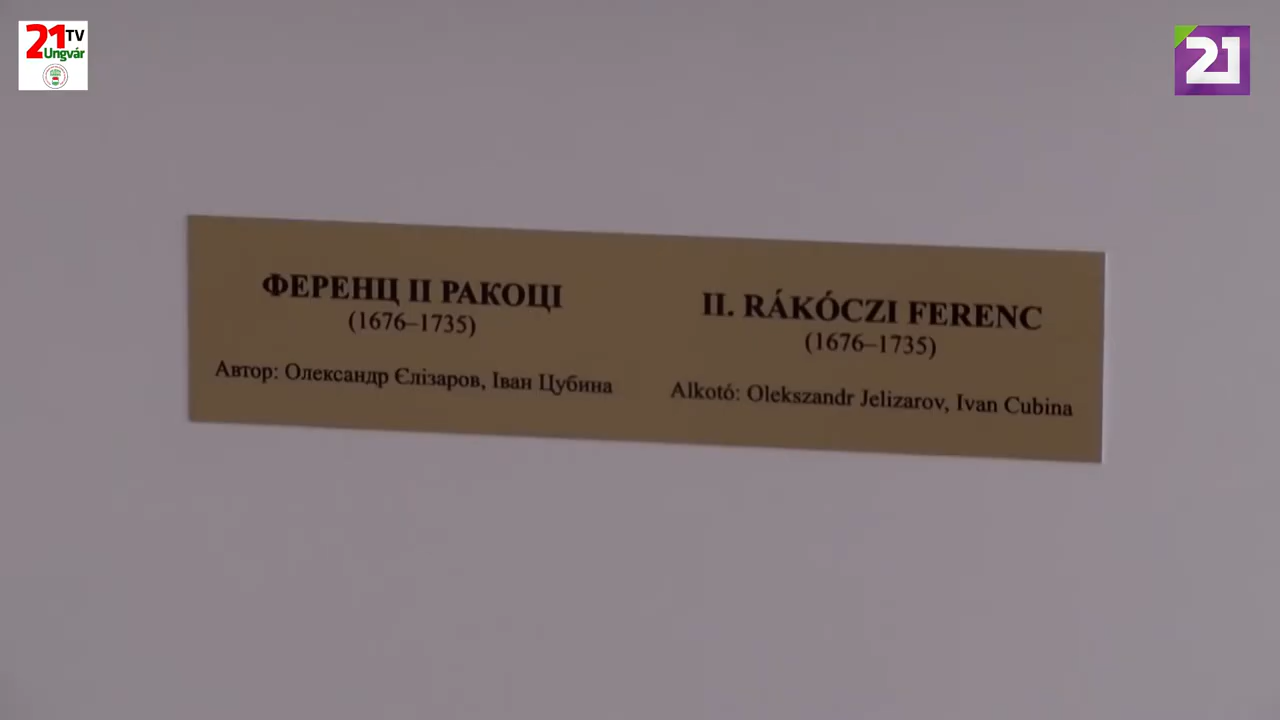 21 TV
Ungvár
21
ФЕРЕНЦ ІІ РАКОЦІ
(1676–1735)
Автор: Олександр Єлізаров, Іван Цубина
II. RÁKÓCZI FERENC
(1676–1735)
Alkotó: Olekszandr Jelizarov, Ivan Cubina